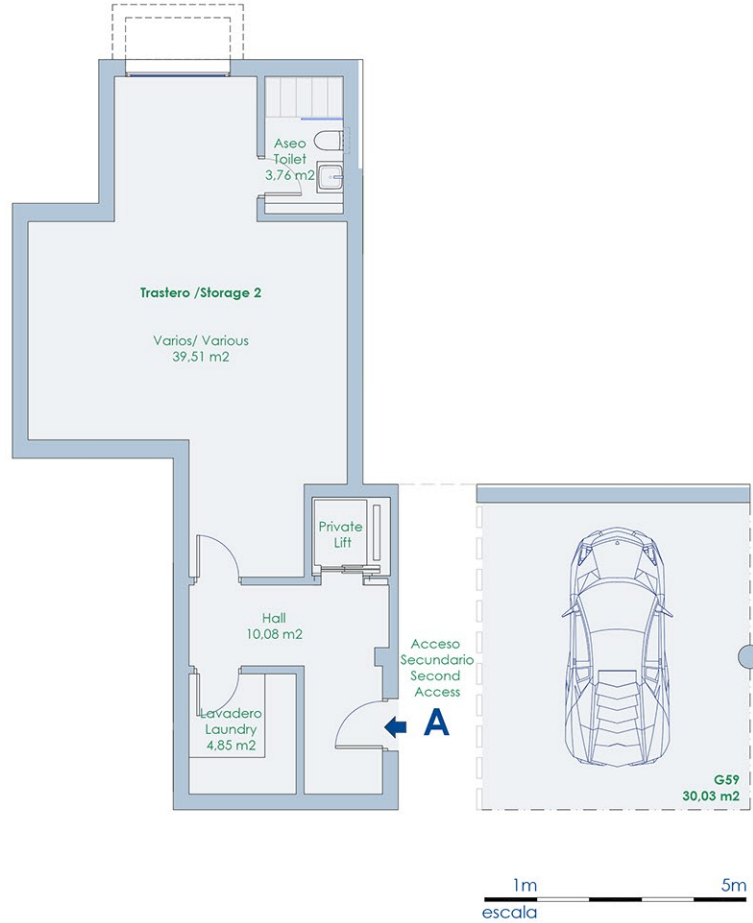 Aseo
Toilet
3,76 m2
Trastero /Storage 2
Varios/ Various
39,51 m2
Private
Lift
Hall
10,08 m2
Acceso
Secundario
Second
Access
A
Lavadero
Laundry
4,85 m2
G59
30,03 m2
1m 5m
escala